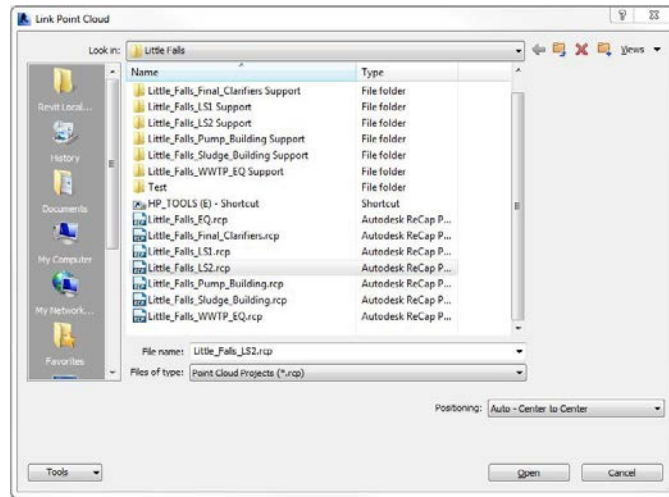 Link Point Cloud
Look in: Little Falls Views
Name Type
Little_Falls_Final_Clarifiers Support File folder
Little_Falls_LS1 Support File folder
Little_Falls_LS2 Support File folder
Little_Falls_Pump_Building Support File folder
Little_Falls_Sludge_Building Support File folder
Little_Falls_WWTP_EQ Support File folder
Test File folder
HP_TOOLS (E) - Shortcut Shortcut
Little_Falls_EQ.rcp Autodesk ReCap P...
Little_Falls_Final_Clarifiers.rcp Autodesk ReCap P...
Little_Falls_LS1.rcp Autodesk ReCap P...
Little_Falls_LS2.rcp Autodesk ReCap P...
Little_Falls_Pump_Building.rcp Autodesk ReCap P...
Little_Falls_Sludge_Building.rcp Autodesk ReCap P...
Little_Falls_WWTP_EQ.rcp Autodesk ReCap P...
Revit Local...
History
Documents
My Computer
My Network...
Favorites
File name: Little_Falls_LS2.rcp
Files of type: Point Cloud Projects (*.rcp)
Positioning: Auto - Center to Center
Tools Open Cancel